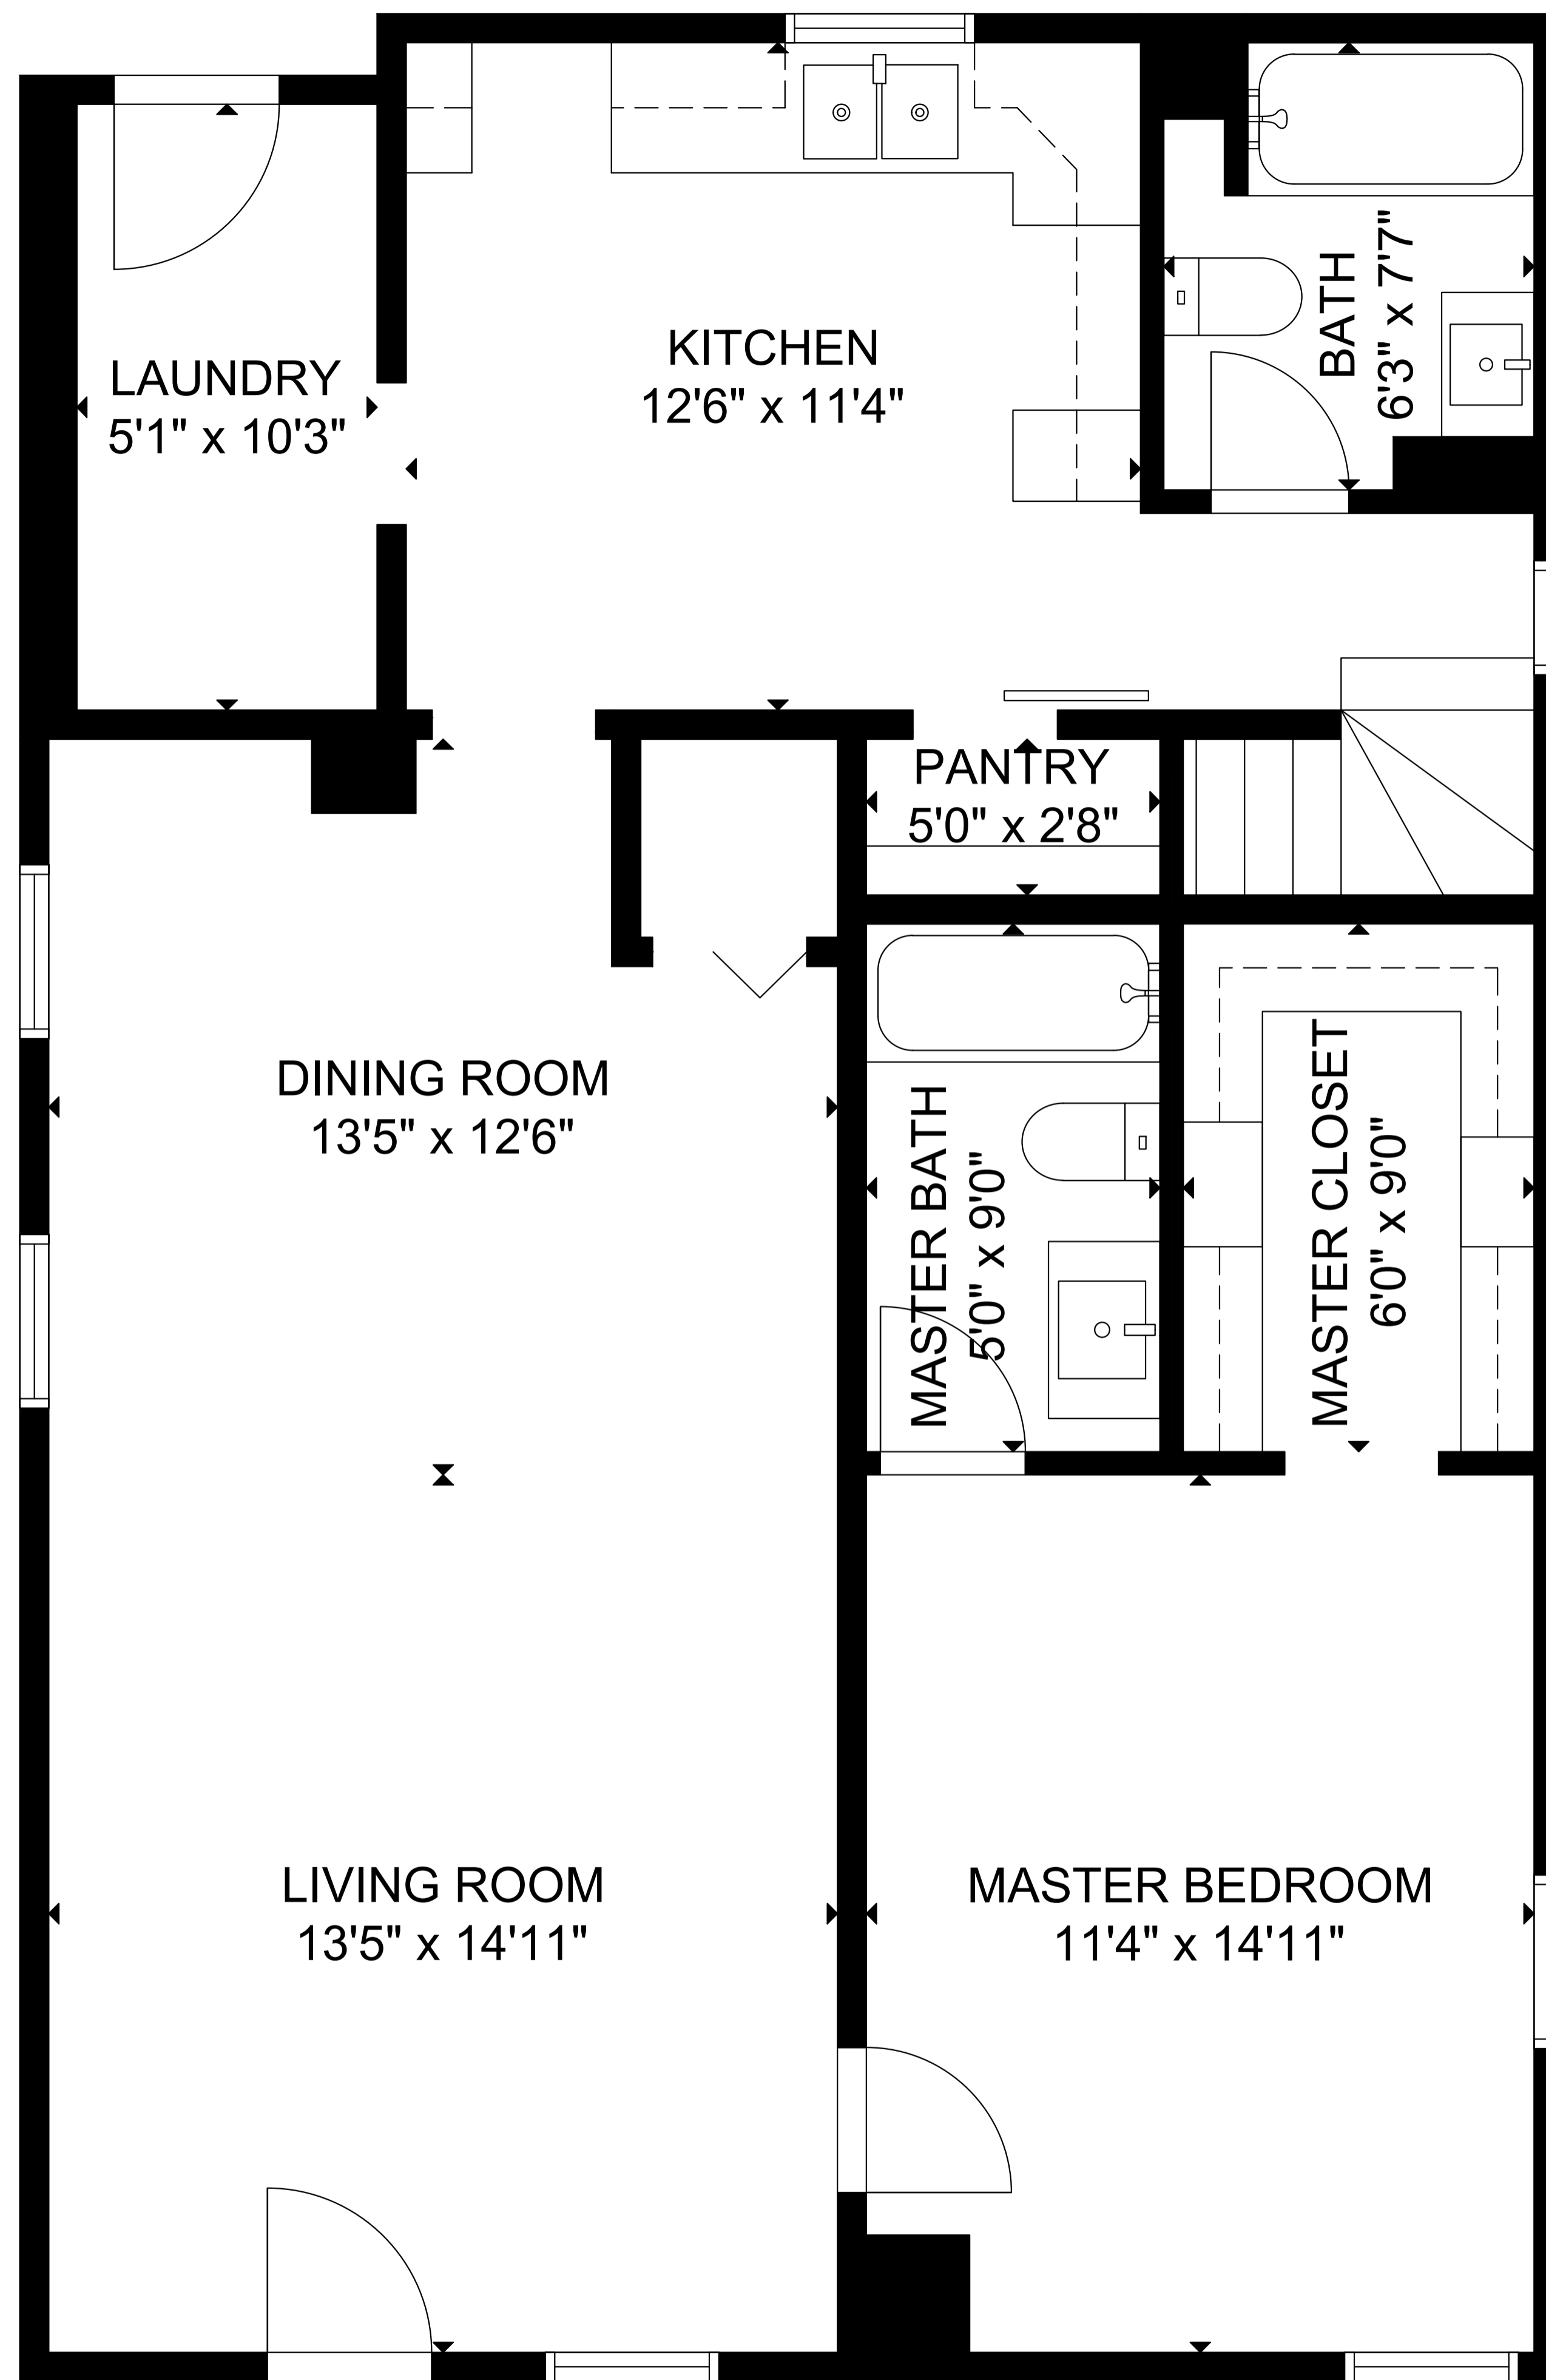 LAUNDRY
5'1" x 10'3"
KITCHEN
12'6" x 11'4"
BATH
6'3" x 7'7"
PANTRY
5'0" x 2'8"
DINING ROOM
13'5" x 12'6"
MASTER BATH
5'0" x 9'0"
MASTER CLOSET
6'0" x 9'0"
LIVING ROOM
13'5" x 14'11"
MASTER BEDROOM
11'4" x 14'11"